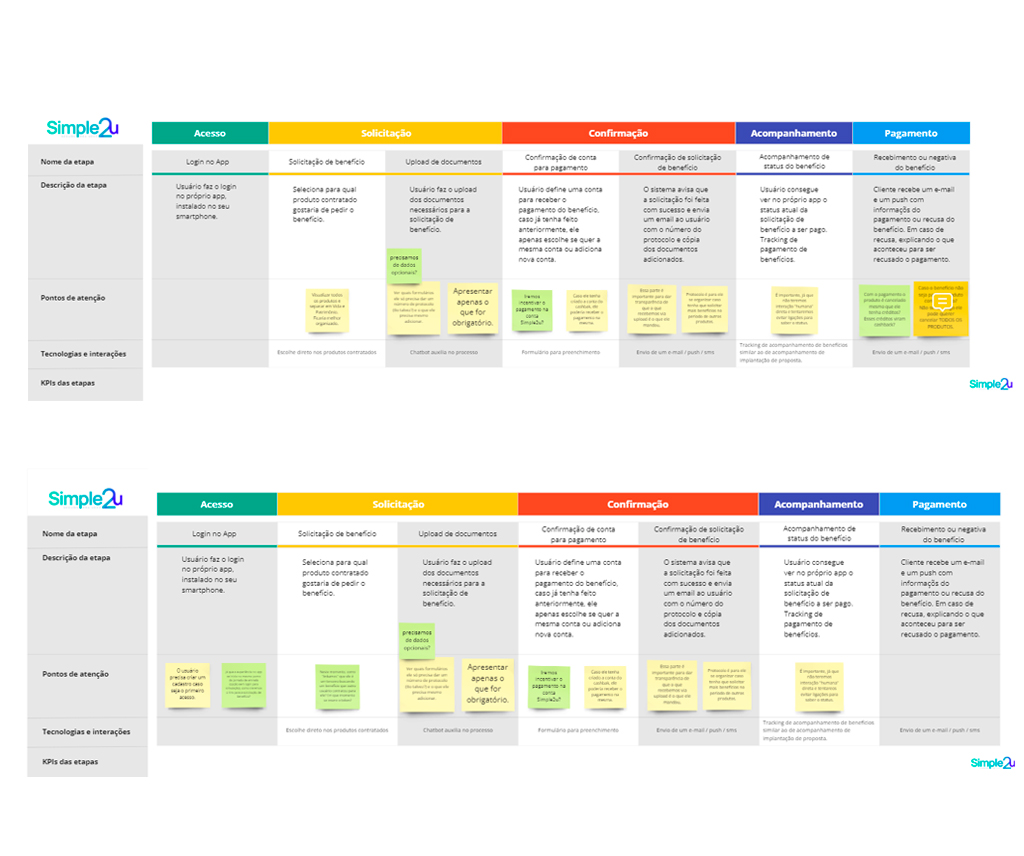 Simple2u
Acesso
Solicitação
Confirmação
Acompanhamento
Pagamento
Nome da etapa
Login no App
Solicitação de benefício
Upload de documentos
Confirmação de conta
para pagamento
Confirmação de solicitação
de benefício
Acompanhamento de
status do benefício
Recebimento ou negativa
do benefício
Descrição da etapa
Usuário faz o login
no próprio app,
instalado no seu
smartphone.
Seleciona para qual
produto contratado
gostaria de pedir o
benefício.
Usuário faz o upload
dos documentos
necessários para a
solicitação de
benefício.
Usuário define uma conta
para receber o
pagamento do benefício,
caso já tenha feito
anteriormente, ele
apenas escolhe se quer a
mesma conta ou adiciona
nova conta.
O sistema avisa que
a solicitação foi feita
com sucesso e envia
um email ao usuário
com o número do
protocolo e cópia
dos documentos
adicionados.
Usuário consegue
ver no próprio app o
status atual da
solicitação de
benefício a ser pago.
Tracking de
pagamento de
benefícios.
Cliente recebe um e-mail
e um push com
informaçõs do
pagamento ou recusa do
benefício. Em caso de
recusa, explicando o que
aconteceu para ser
recusado o pagamento.
precisamos
de dados
opcionais?
Pontos de atenção
Apresentar
apenas o
que for
obrigatório.
Iremos
incentivar o
pagamento na
conta
Simple2u?
Tecnologias e interações
Escolhe direto nos produtos contratados
Chatbot auxilia no processo
Formulário para preenchimento
Envio de um e-mail / push / sms
Tracking de acompanhamento de benefícios
similar ao de acompanhamento de
implantação de proposta.
Envio de um e-mail / push / sms
KPIs das etapas
Simple2u
Simple2u
Acesso
Solicitação
Confirmação
Acompanhamento
Pagamento
Nome da etapa
Login no App
Solicitação de benefício
Upload de documentos
Confirmação de conta
para pagamento
Confirmação de solicitação
de benefício
Acompanhamento de
status do benefício
Recebimento ou negativa
do benefício
Descrição da etapa
Usuário faz o login
no próprio app,
instalado no seu
smartphone.
Seleciona para qual
produto contratado
gostaria de pedir o
benefício.
Usuário faz o upload
dos documentos
necessários para a
solicitação de
benefício.
Usuário define uma conta
para receber o
pagamento do benefício,
caso já tenha feito
anteriormente, ele
apenas escolhe se quer a
mesma conta ou adiciona
nova conta.
O sistema avisa que
a solicitação foi feita
com sucesso e envia
um email ao usuário
com o número do
protocolo e cópia
dos documentos
adicionados.
Usuário consegue
ver no próprio app o
status atual da
solicitação de
benefício a ser pago.
Tracking de
pagamento de
benefícios.
Cliente recebe um e-mail
e um push com
informaçõs do
pagamento ou recusa do
benefício. Em caso de
recusa, explicando o que
aconteceu para ser
recusado o pagamento.
precisamos
de dados
opcionais?
Pontos de atenção
O usuário
precisa criar um
cadastro caso
seja o primeiro
acesso.
Apresentar
apenas o
que for
obrigatório.
Iremos
incentivar o
pagamento na
conta
Simple2u?
Tecnologias e interações
Escolhe direto nos produtos contratados
Chatbot auxilia no processo
Formulário para preenchimento
Envio de um e-mail / push / sms
Tracking de acompanhamento de benefícios
similar ao de acompanhamento de
implantação de proposta.
Envio de um e-mail / push / sms
KPIs das etapas
Simple2u